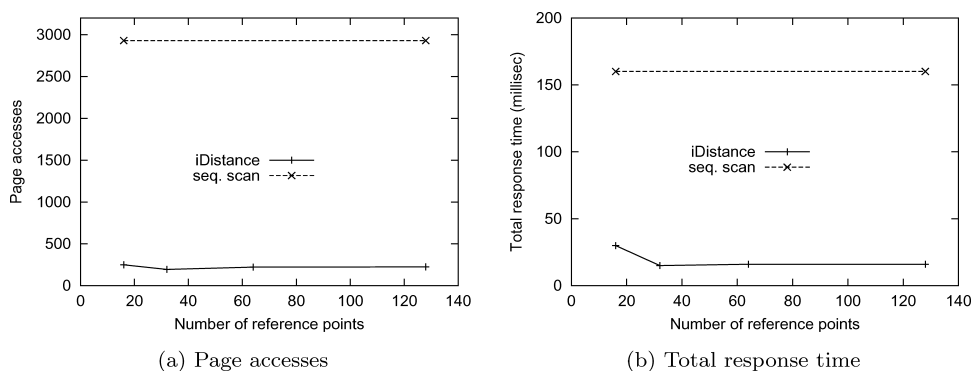 3000
2500
2000
1500
1000
500
0
Page accesses
iDistance
seq. scan
0 20 40 60 80 100 120 140
Number of reference points
(a) Page accesses
200
150
100
50
0
Total response time (millisec)
iDistance
seq. scan
0 20 40 60 80 100 120 140
Number of reference points
(b) Total response time